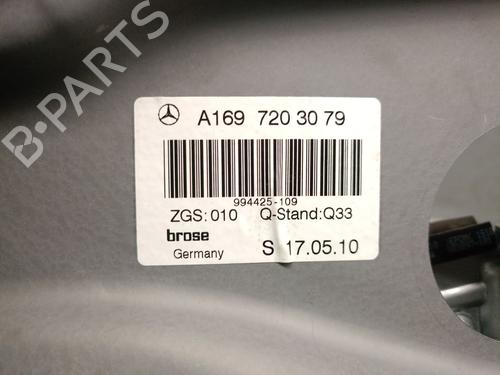 A169 720 30 79
994425-109
ZGS: 010 Q-Stand:Q33
brose
Germany
S 17.05.10
B-PARTS